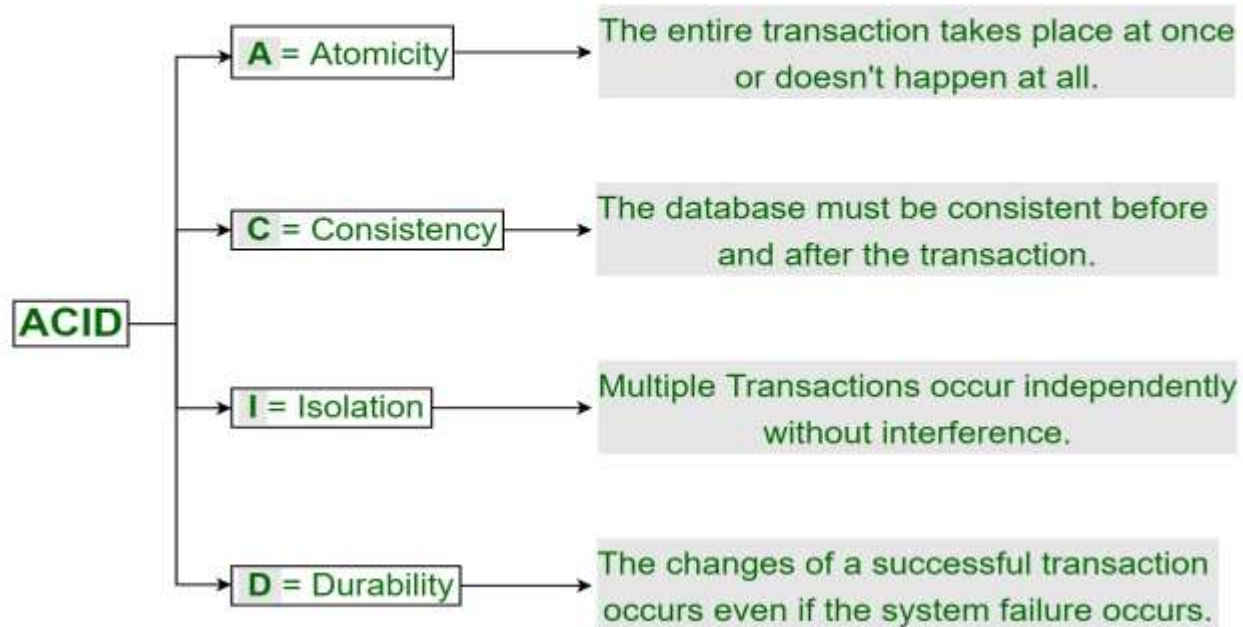 ACID
A = Atomicity
The entire transaction takes place at once
or doesn't happen at all.
C = Consistency
The database must be consistent before
and after the transaction.
I = Isolation
Multiple Transactions occur independently
without interference.
D = Durability
The changes of a successful transaction
occurs even if the system failure occurs.